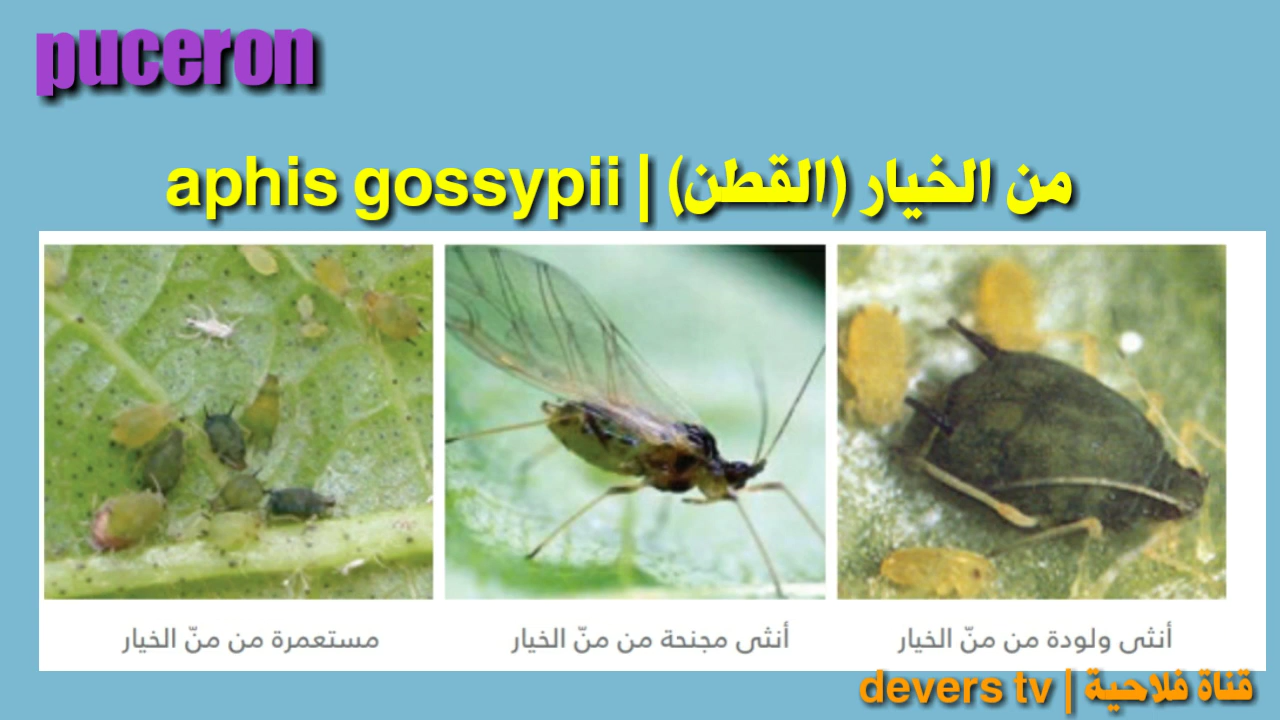 puceron
من الخيار (القطن) | aphis gossypii
أنثى ولودة من منّ الخيار
أنثى مجنحة من منّ الخيار
مستعمرة من منّ الخيار
قناة فلاحية | devers tv